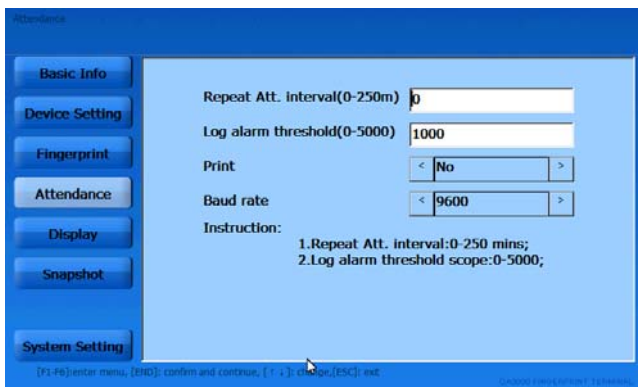 Attendance
Basic Info
Device Setting
Fingerprint
Attendance
Display
Snapshot
System Setting
Repeat Att. interval(0-250m) 0
Log alarm threshold(0-5000) 1000
Print < No >
Baud rate < 9600 >
Instruction:
1.Repeat Att. interval:0-250 mins;
2.Log alarm threshold scope:0-5000;
[F1-F6]:enter menu, [END]: confirm and continue, [ ↑ ↓ ]: change,[ESC]: exit
FINGERPRINT TERMINAL